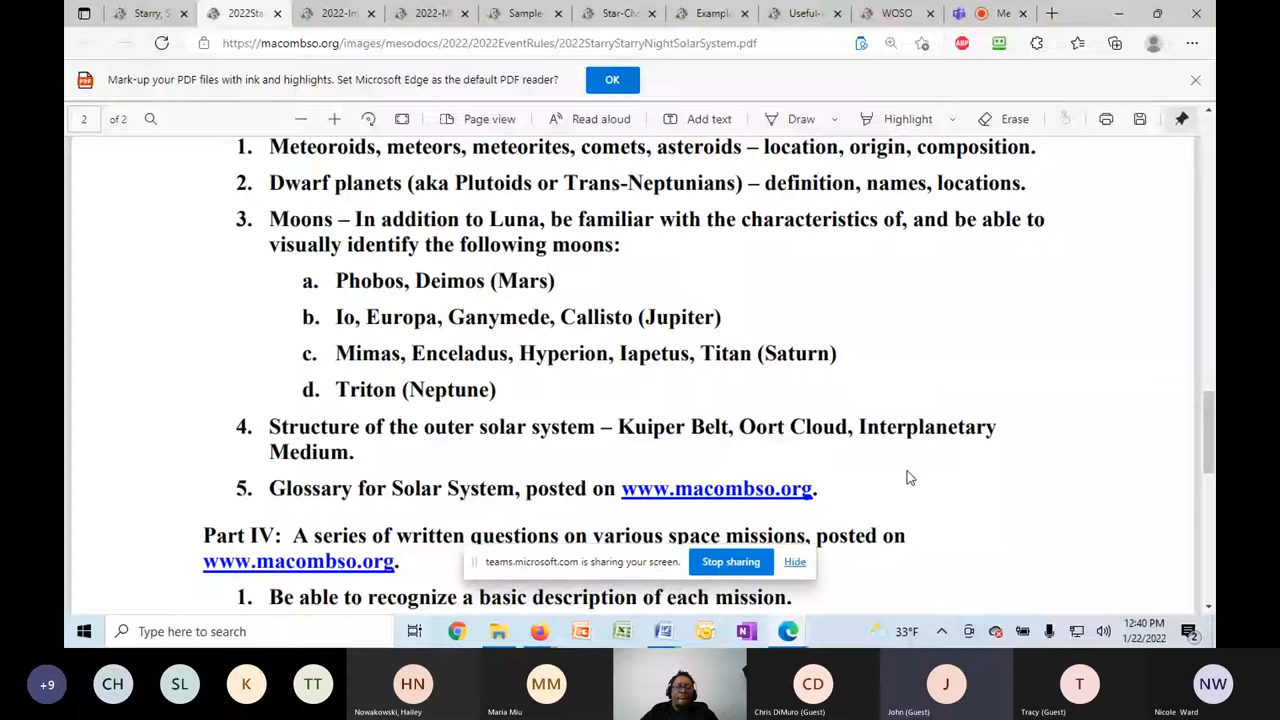 Starry, S
2022Sta
2022-In
2022-M
Sample
Star-Cha
Example
Useful-
WOSO
Me
https://macombso.org/images/mesodocs/2022/2022EventRules/2022StarryStarryNightSolarSystem.pdf
ABP
Mark-up your PDF files with ink and highlights. Set Microsoft Edge as the default PDF reader?
OK
2 of 2
Page view
Read aloud
Add text
Draw
Highlight
Erase
1. Meteoroids, meteors, meteorites, comets, asteroids – location, origin, composition.
2. Dwarf planets (aka Plutoids or Trans-Neptunians) – definition, names, locations.
3. Moons – In addition to Luna, be familiar with the characteristics of, and be able to
visually identify the following moons:
a. Phobos, Deimos (Mars)
b. Io, Europa, Ganymede, Callisto (Jupiter)
c. Mimas, Enceladus, Hyperion, Iapetus, Titan (Saturn)
d. Triton (Neptune)
4. Structure of the outer solar system – Kuiper Belt, Oort Cloud, Interplanetary
Medium.
5. Glossary for Solar System, posted on www.macombso.org.
Part IV: A series of written questions on various space missions, posted on
www.macombso.org.
teams.microsoft.com is sharing your screen.
Stop sharing
Hide
1. Be able to recognize a basic description of each mission.
Type here to search
33°F
12:40 PM
1/22/2022
2
+9
CH
SL
K
TT
HN
Nowakowski, Hailey
MM
Maria Miu
CD
Chris DiMuro (Guest)
J
John (Guest)
T
Tracy (Guest)
NW
Nicole Ward